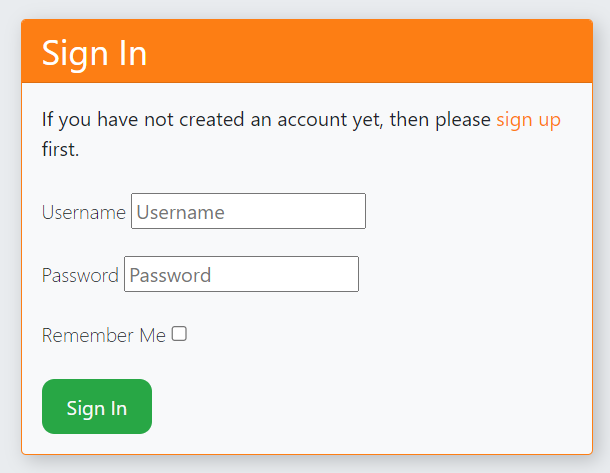 Sign In
If you have not created an account yet, then please sign up
first.
Username Username
Password Password
Remember Me
Sign In